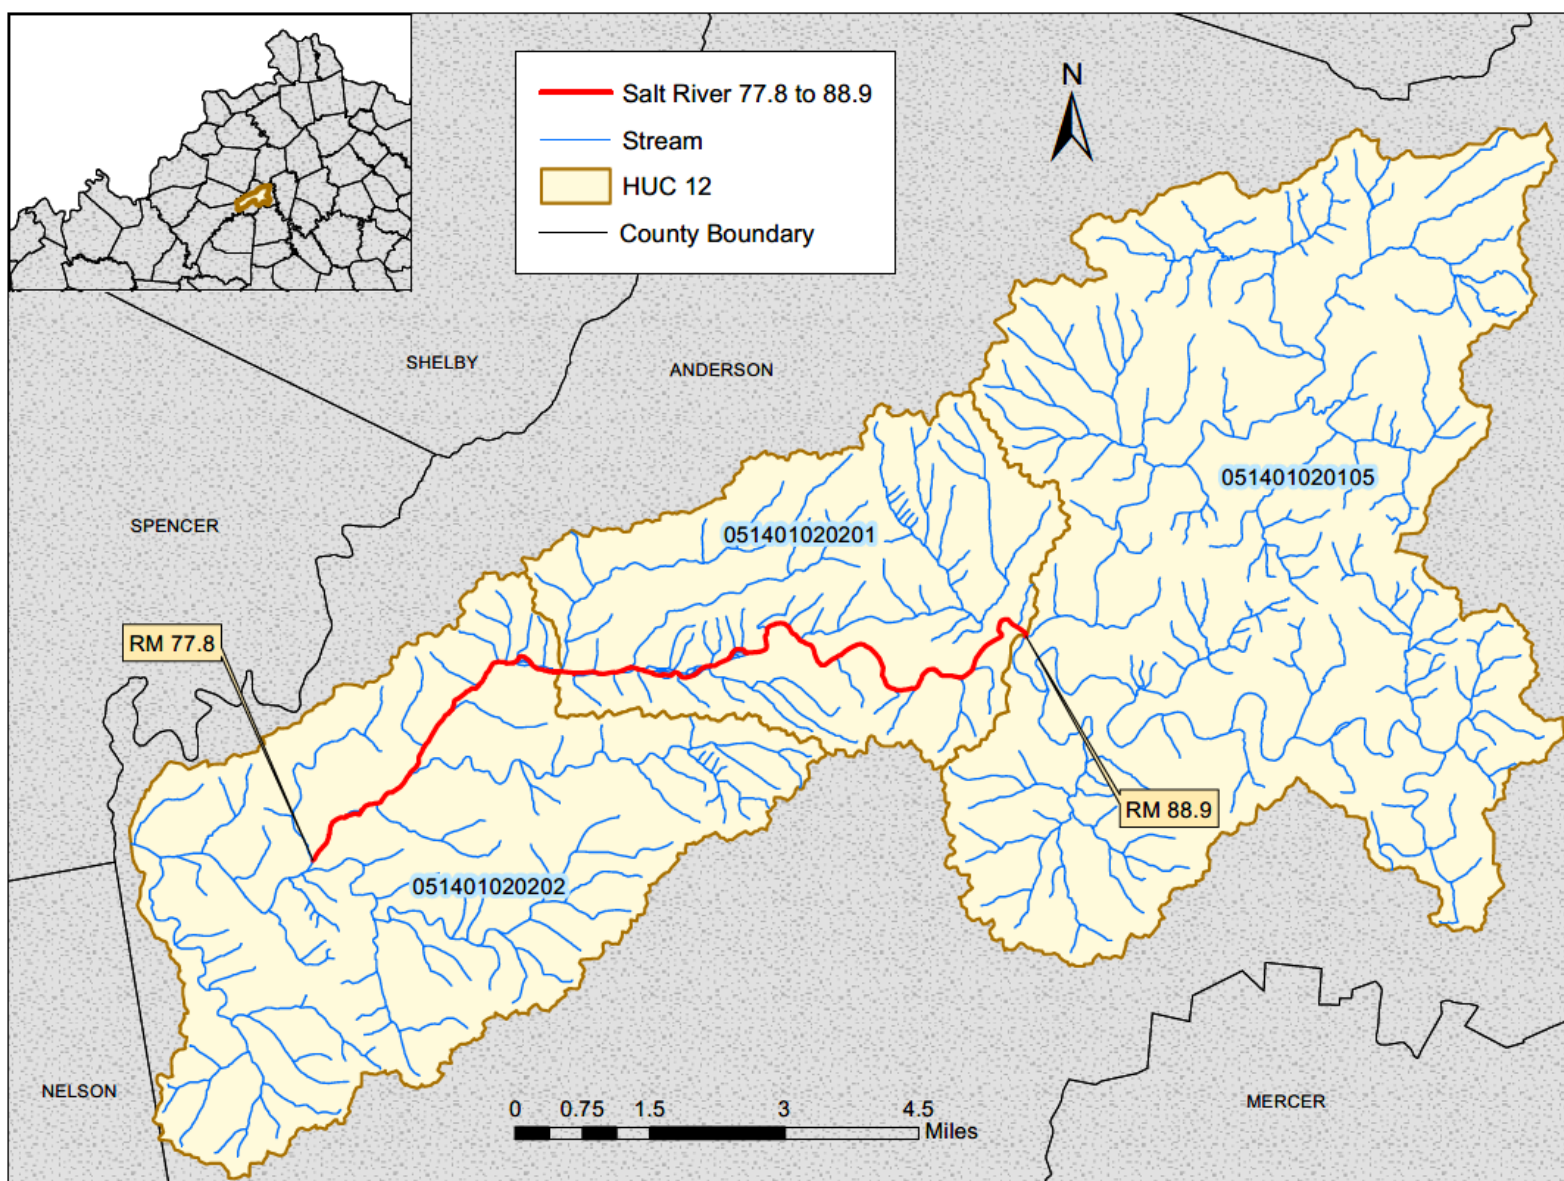 Salt River 77.8 to 88.9
Stream
HUC 12
County Boundary
N
SHELBY
ANDERSON
051401020105
SPENCER
051401020201
RM 77.8
RM 88.9
051401020202
NELSON
MERCER
0 0.75 1.5 3 4.5
Miles